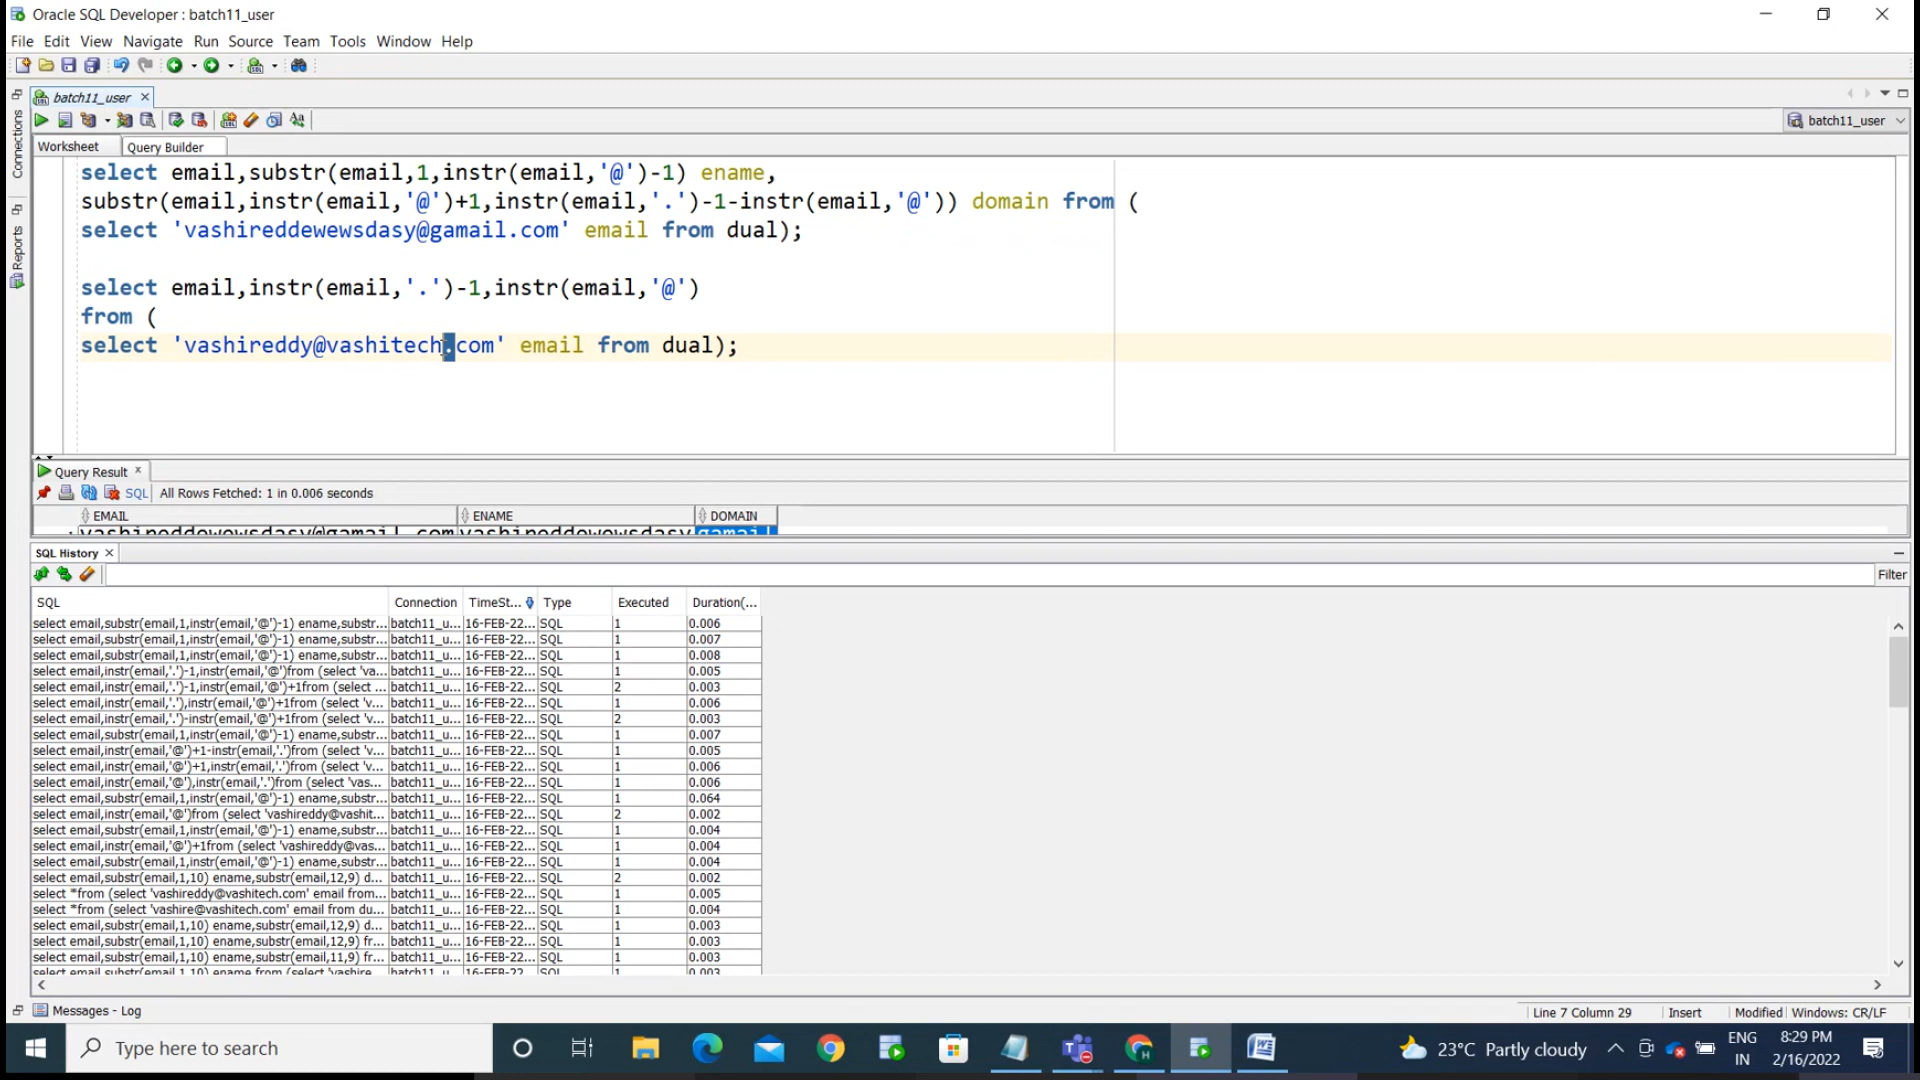 Oracle SQL Developer : batch11_user
File Edit View Navigate Run Source Team Tools Window Help
batch11_user
batch11_user
Connections
Reports
Worksheet Query Builder
select email,substr(email,1,instr(email,'@')-1) ename,
substr(email,instr(email,'@')+1,instr(email,'.')-1-instr(email,'@')) domain from (
select 'vashireddewewsdasy@gamail.com' email from dual);
select email,instr(email,'.')-1,instr(email,'@')
from (
select 'vashireddy@vashitech.com' email from dual);
Query Result
SQL All Rows Fetched: 1 in 0.006 seconds
EMAIL ENAME DOMAIN
vashireddewewsdasy@gamail.com vashireddewewsdasy gamail
SQL History
Filter
SQL Connection TimeSt... Type Executed Duration(...
select email,substr(email,1,instr(email,'@')-1) ename,substr... batch11_u... 16-FEB-22... SQL 1 0.006
select email,substr(email,1,instr(email,'@')-1) ename,substr... batch11_u... 16-FEB-22... SQL 1 0.007
select email,substr(email,1,instr(email,'@')-1) ename,substr... batch11_u... 16-FEB-22... SQL 1 0.008
select email,instr(email,'.')-1,instr(email,'@')from (select 'va... batch11_u... 16-FEB-22... SQL 1 0.005
select email,instr(email,'.')-1,instr(email,'@')+1from (select ... batch11_u... 16-FEB-22... SQL 2 0.003
select email,instr(email,'.'),instr(email,'@')+1from (select 'v... batch11_u... 16-FEB-22... SQL 1 0.006
select email,instr(email,'.')-instr(email,'@')+1from (select 'v... batch11_u... 16-FEB-22... SQL 2 0.003
select email,substr(email,1,instr(email,'@')-1) ename,substr... batch11_u... 16-FEB-22... SQL 1 0.007
select email,instr(email,'@')+1-instr(email,'.')from (select 'v... batch11_u... 16-FEB-22... SQL 1 0.005
select email,instr(email,'@')+1,instr(email,'.')from (select 'v... batch11_u... 16-FEB-22... SQL 1 0.006
select email,instr(email,'@'),instr(email,'.')from (select 'vas... batch11_u... 16-FEB-22... SQL 1 0.006
select email,substr(email,1,instr(email,'@')-1) ename,substr... batch11_u... 16-FEB-22... SQL 1 0.064
select email,instr(email,'@')from (select 'vashireddy@vashit... batch11_u... 16-FEB-22... SQL 2 0.002
select email,substr(email,1,instr(email,'@')-1) ename,substr... batch11_u... 16-FEB-22... SQL 1 0.004
select email,instr(email,'@')+1from (select 'vashireddy@vas... batch11_u... 16-FEB-22... SQL 1 0.004
select email,substr(email,1,instr(email,'@')-1) ename,substr... batch11_u... 16-FEB-22... SQL 1 0.004
select email,substr(email,1,10) ename,substr(email,12,9) d... batch11_u... 16-FEB-22... SQL 2 0.002
select *from (select 'vashireddy@vashitech.com' email from... batch11_u... 16-FEB-22... SQL 1 0.005
select *from (select 'vashire@vashitech.com' email from du... batch11_u... 16-FEB-22... SQL 1 0.004
select email,substr(email,1,10) ename,substr(email,12,9) d... batch11_u... 16-FEB-22... SQL 1 0.003
select email,substr(email,1,10) ename,substr(email,12,9) fr... batch11_u... 16-FEB-22... SQL 1 0.003
select email,substr(email,1,10) ename,substr(email,11,9) fr... batch11_u... 16-FEB-22... SQL 1 0.003
select email,substr(email,1,10) ename from (select 'vashire... batch11_u... 16-FEB-22... SQL 1 0.003
Messages - Log
Line 7 Column 29 Insert Modified Windows: CR/LF
Type here to search
23°C Partly cloudy
ENG
IN
8:29 PM
2/16/2022